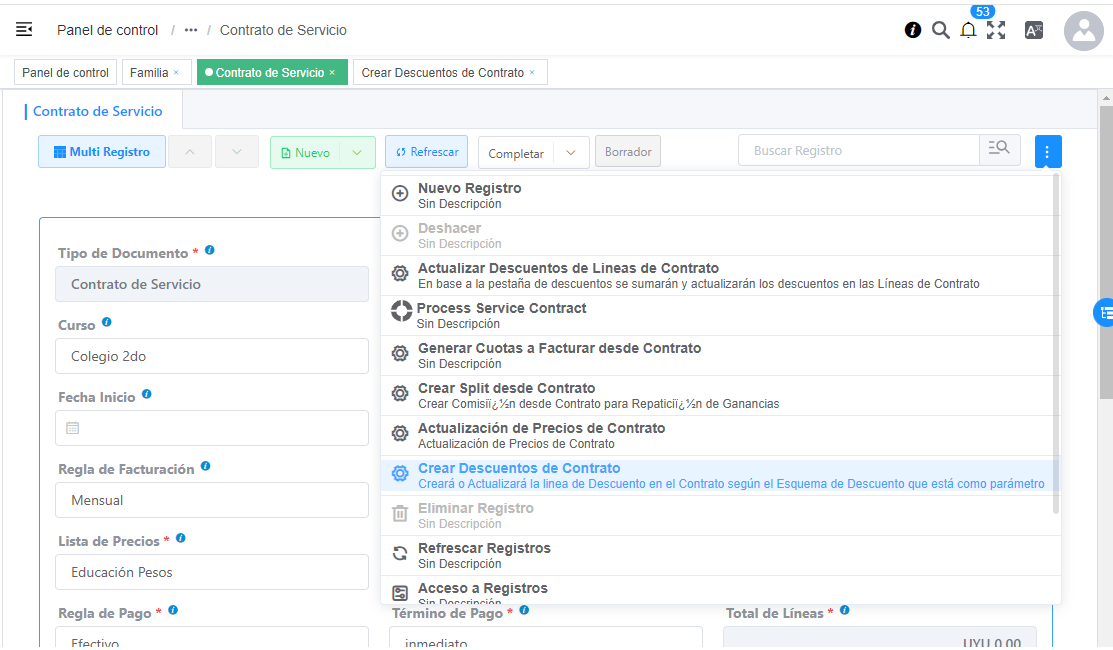 53
Panel de control / ••• / Contrato de Servicio
Panel de control
Familia ×
Contrato de Servicio ×
Crear Descuentos de Contrato ×
Contrato de Servicio
Multi Registro
Nuevo
Refrescar
Completar
Borrador
Buscar Registro
Nuevo Registro
Sin Descripción
Deshacer
Sin Descripción
Actualizar Descuentos de Lineas de Contrato
En base a la pestaña de descuentos se sumarán y actualizarán los descuentos en las Líneas de Contrato
Process Service Contract
Sin Descripción
Generar Cuotas a Facturar desde Contrato
Sin Descripción
Crear Split desde Contrato
Crear Comisiï¿½n desde Contrato para Repaticiï¿½n de Ganancias
Actualización de Precios de Contrato
Actualización de Precios de Contrato
Crear Descuentos de Contrato
Creará o Actualizará la linea de Descuento en el Contrato según el Esquema de Descuento que está como parámetro
Eliminar Registro
Sin Descripción
Refrescar Registros
Sin Descripción
Acceso a Registros
Sin Descripción
Tipo de Documento *
Contrato de Servicio
Curso
Colegio 2do
Fecha Inicio
Regla de Facturación
Mensual
Lista de Precios *
Educación Pesos
Regla de Pago *
Efectivo
Término de Pago *
inmediato
Total de Líneas *
UYU 0,00